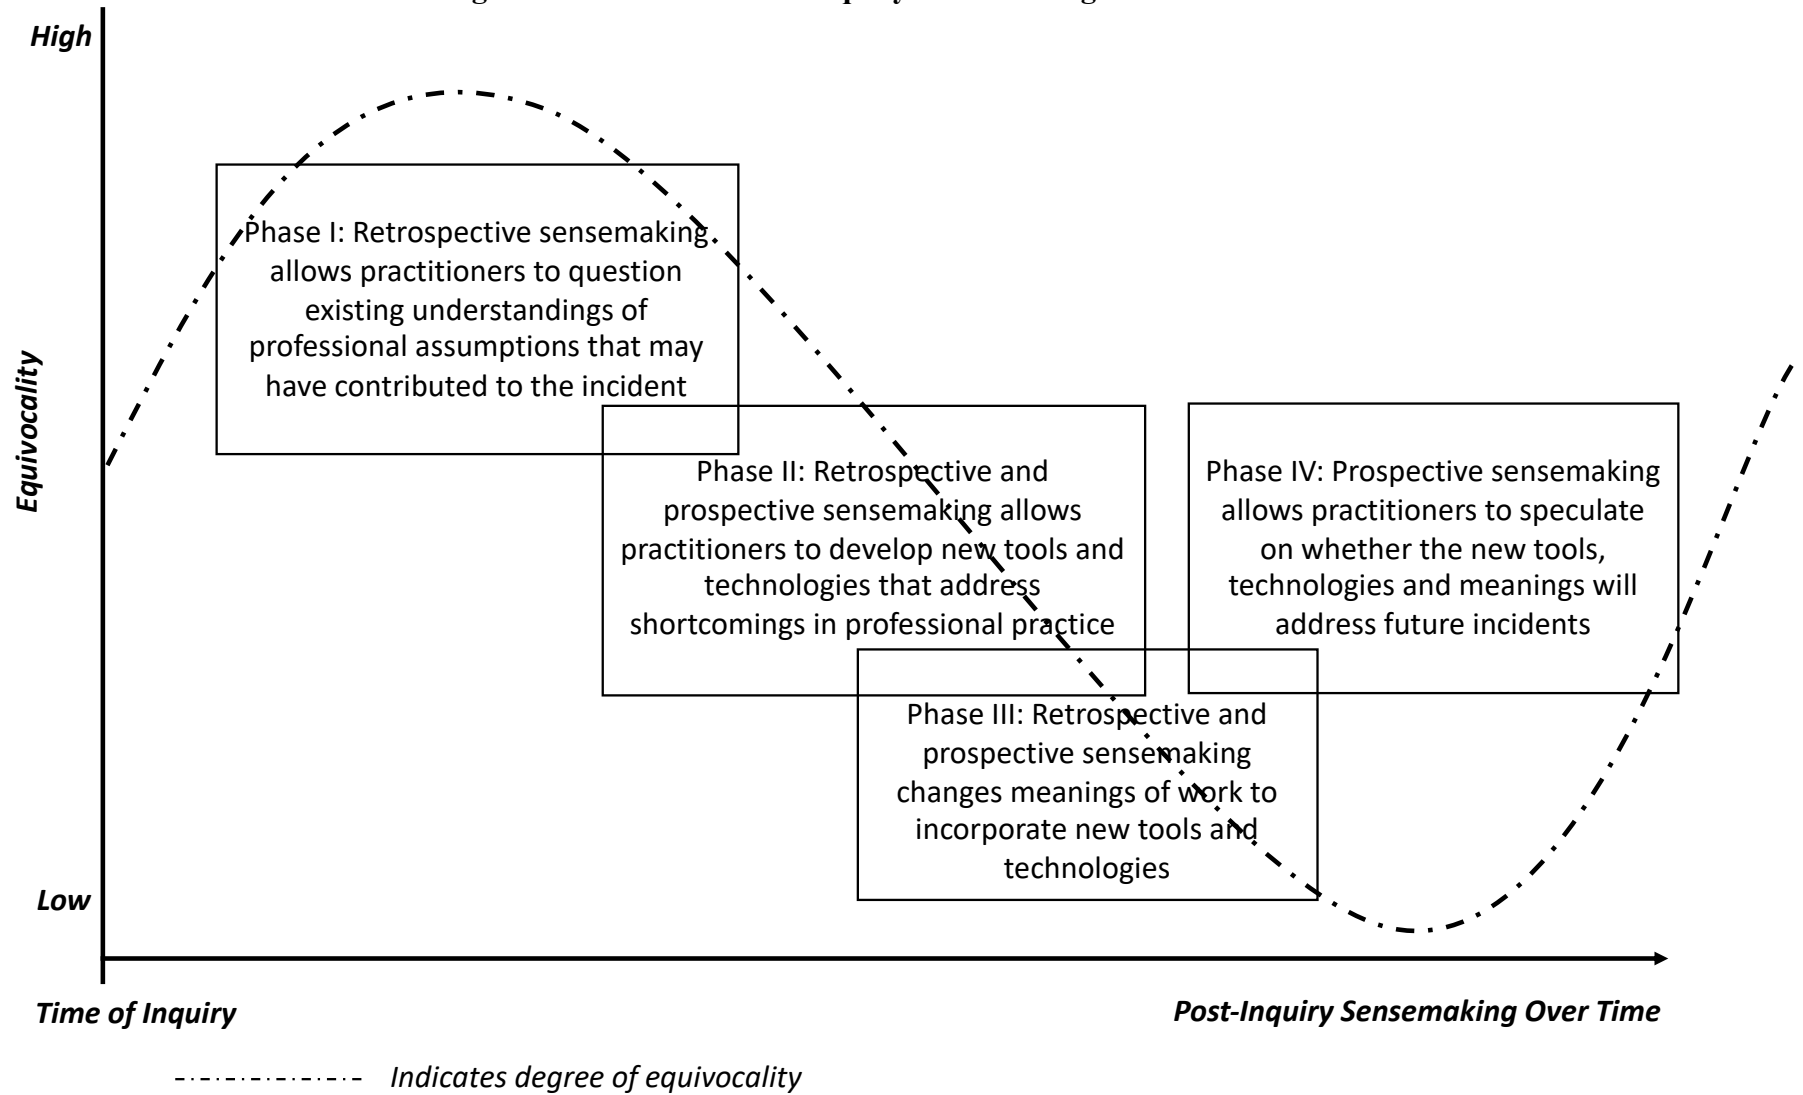 High
Equivocality
Phase I: Retrospective sensemaking
allows practitioners to question
existing understandings of
professional assumptions that may
have contributed to the incident
Phase II: Retrospective and
prospective sensemaking allows
practitioners to develop new tools and
technologies that address
shortcomings in professional practice
Phase IV: Prospective sensemaking
allows practitioners to speculate
on whether the new tools,
technologies and meanings will
address future incidents
Phase III: Retrospective and
prospective sensemaking
changes meanings of work to
incorporate new tools and
technologies
Low
Time of Inquiry
Post-Inquiry Sensemaking Over Time
Indicates degree of equivocality